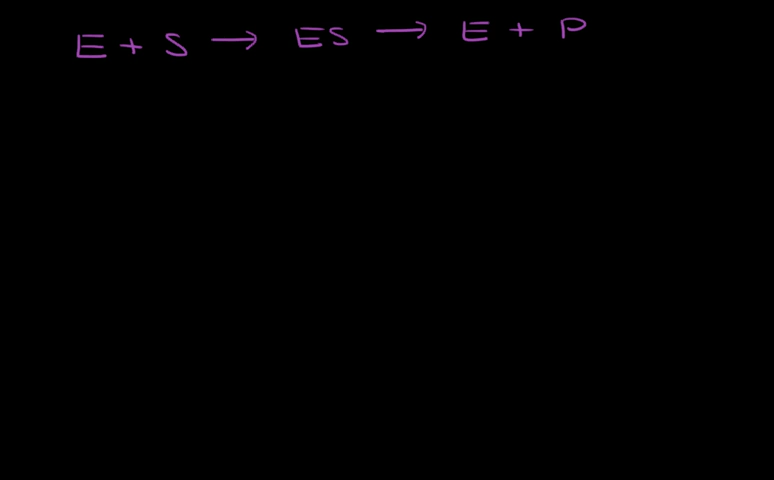 E + S → ES → E + P